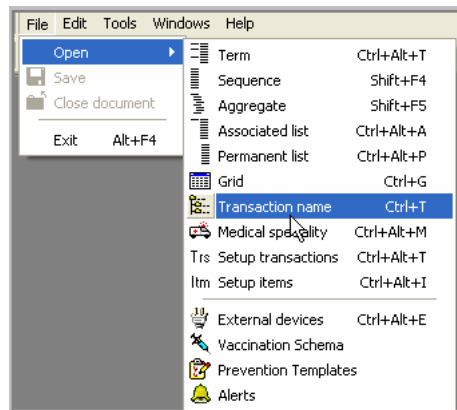 File Edit Tools Windows Help
Open
Save
Close document
Exit Alt+F4
Term Ctrl+Alt+T
Sequence Shift+F4
Aggregate Shift+F5
Associated list Ctrl+Alt+A
Permanent list Ctrl+Alt+P
Grid Ctrl+G
Transaction name Ctrl+T
Medical speciality Ctrl+Alt+M
Trs Setup transactions Ctrl+Alt+T
Itm Setup items Ctrl+Alt+I
External devices Ctrl+Alt+E
Vaccination Schema
Prevention Templates
Alerts